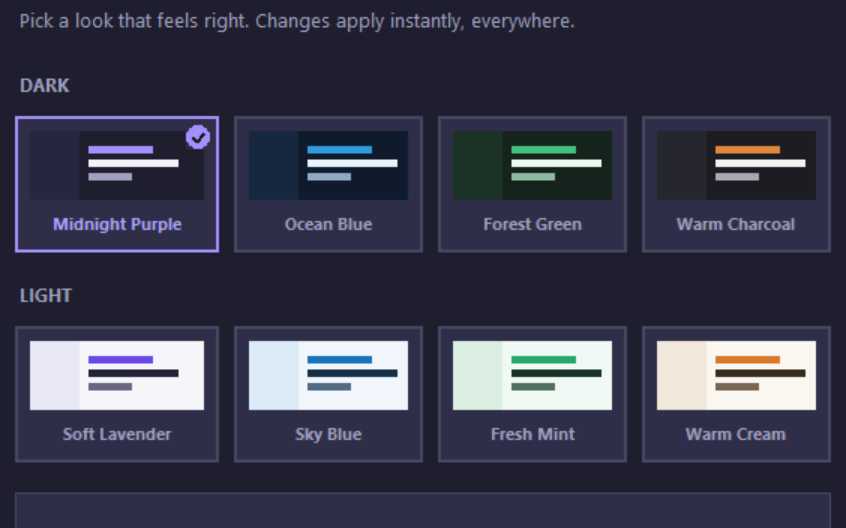 Pick a look that feels right. Changes apply instantly, everywhere.
DARK
Midnight Purple
Ocean Blue
Forest Green
Warm Charcoal
LIGHT
Soft Lavender
Sky Blue
Fresh Mint
Warm Cream